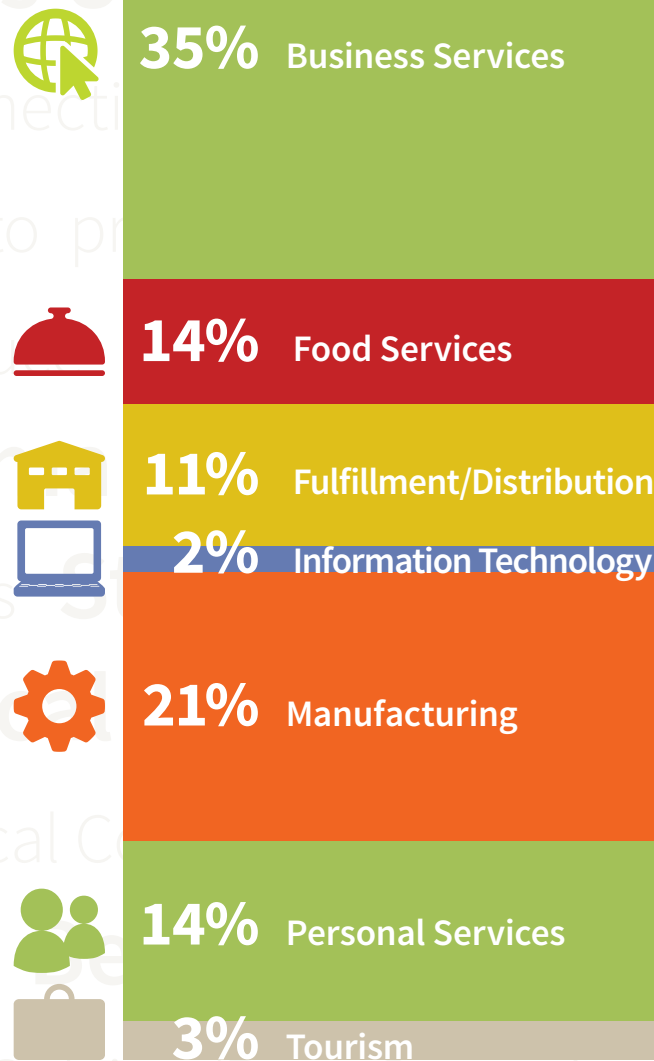 35% Business Services
14% Food Services
11% Fulfillment/Distribution
2% Information Technology
21% Manufacturing
14% Personal Services
3% Tourism